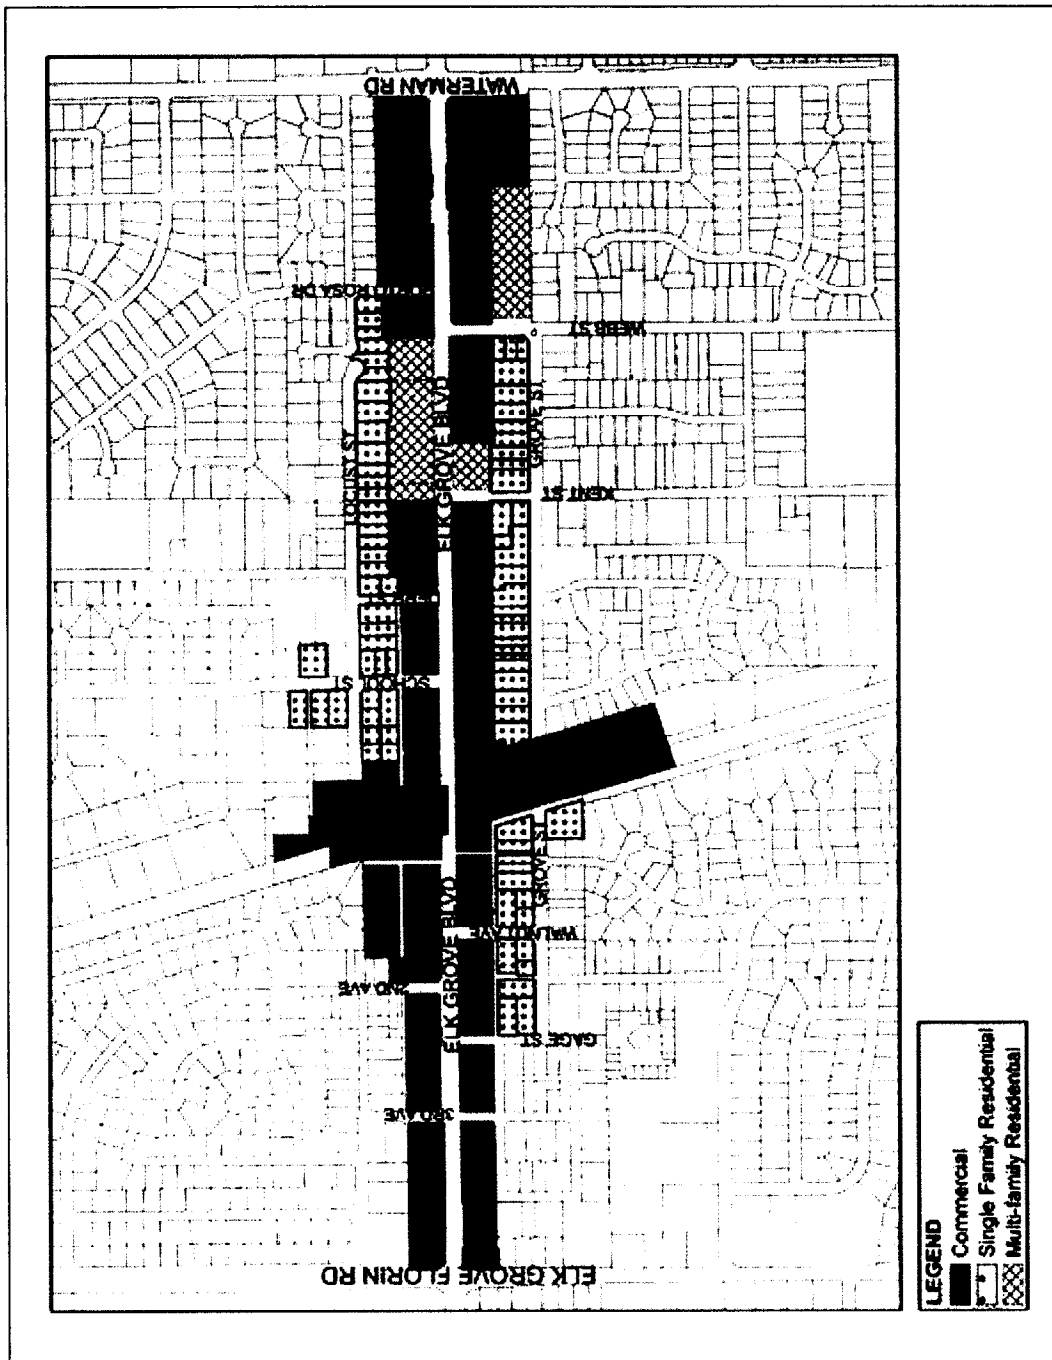 WATERMAN RD
ROSA DR
WEBB ST
LOCUST ST
ELK GROVE BLVD
GROVE ST
KENT ST
SCHOOL ST
GROVE ST
ELK GROVE BLVD
WALNUT AVE
2ND AVE
GAGE ST
3RD AVE
ELK GROVE FLORIN RD
LEGEND
Commercial
Single Family Residential
Multi-family Residential